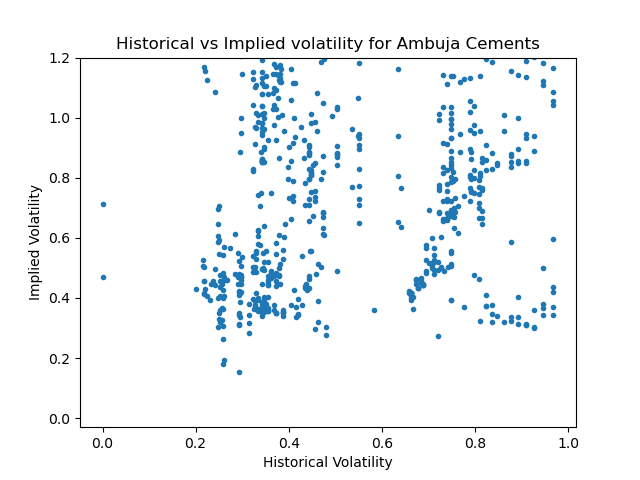 Historical vs Implied volatility for Ambuja Cements
1.2
1.0
0.8
0.6
0.4
0.2
0.0
Implied Volatility
0.0 0.2 0.4 0.6 0.8 1.0
Historical Volatility